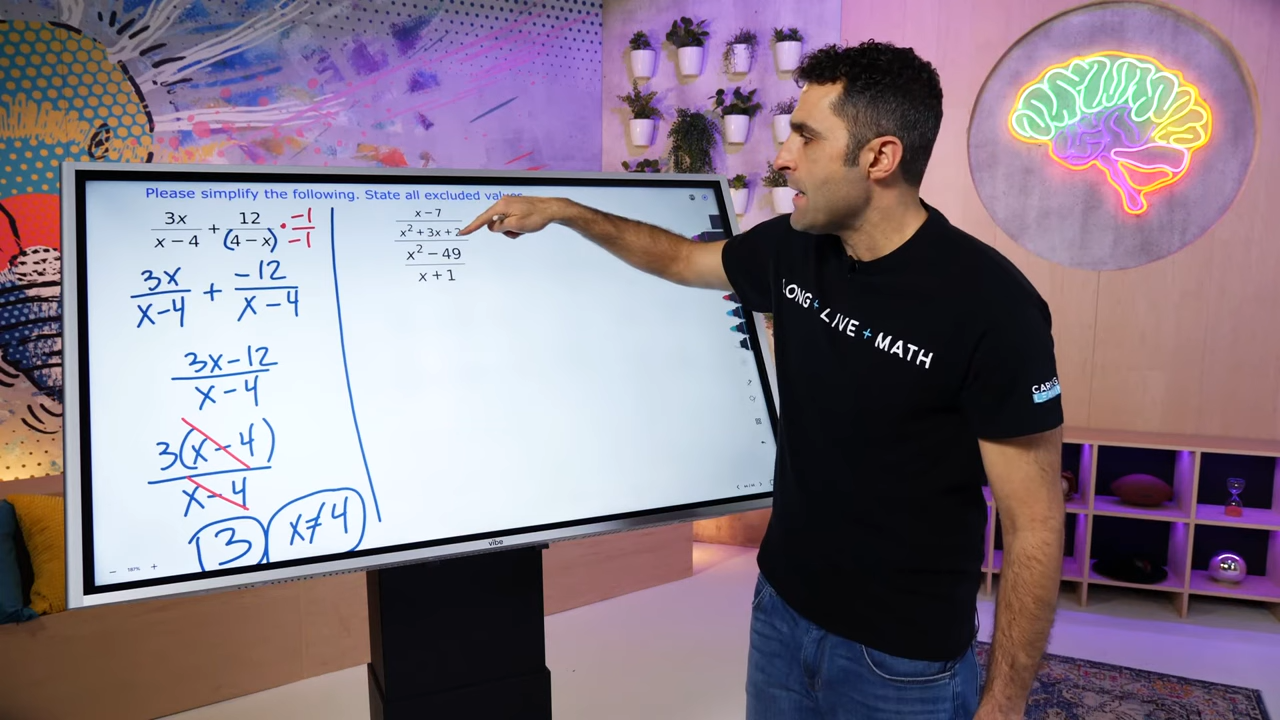 Please simplify the following. State all excluded values
3x/(x − 4) + 12/(4 − x) · −1/−1
3x/(x−4) + −12/(x−4)
(3x−12)/(x−4)
3(x−4)/(x−4)
3 x≠4
x − 7
x² + 3x + 2
x² − 49
x + 1
vibe
LONG + LIVE + MATH